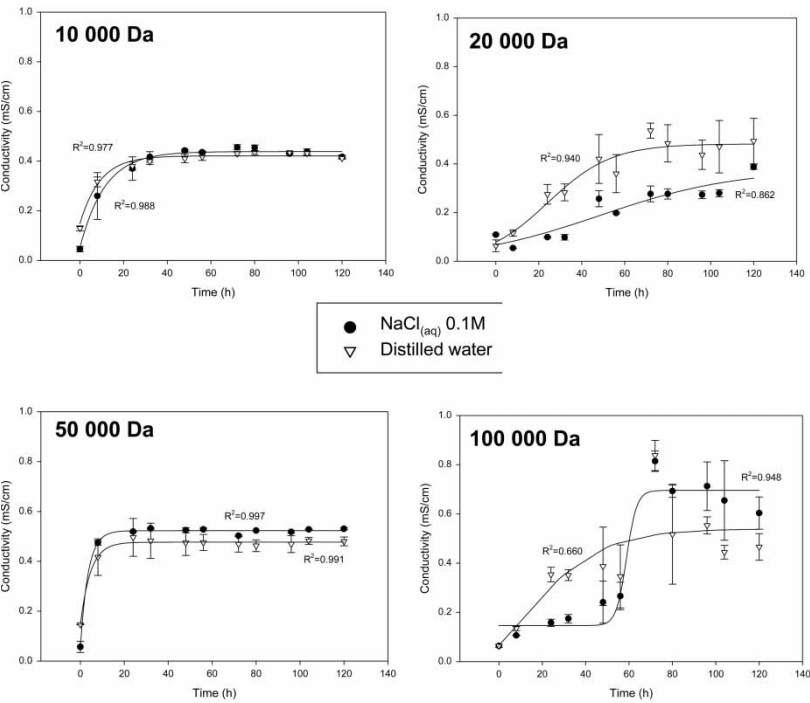 10 000 Da
Conductivity (mS/cm)
1.0
0.8
0.6
0.4
0.2
0.0
R²=0.977
R²=0.988
0 20 40 60 80 100 120 140
Time (h)
20 000 Da
Conductivity (mS/cm)
1.0
0.8
0.6
0.4
0.2
0.0
R²=0.940
R²=0.862
0 20 40 60 80 100 120 140
Time (h)
NaCl(aq) 0.1M
Distilled water
50 000 Da
Conductivity (mS/cm)
1.0
0.8
0.6
0.4
0.2
0.0
R²=0.997
R²=0.991
0 20 40 60 80 100 120 140
Time (h)
100 000 Da
Conductivity (mS/cm)
1.0
0.8
0.6
0.4
0.2
0.0
R²=0.948
R²=0.660
0 20 40 60 80 100 120 140
Time (h)